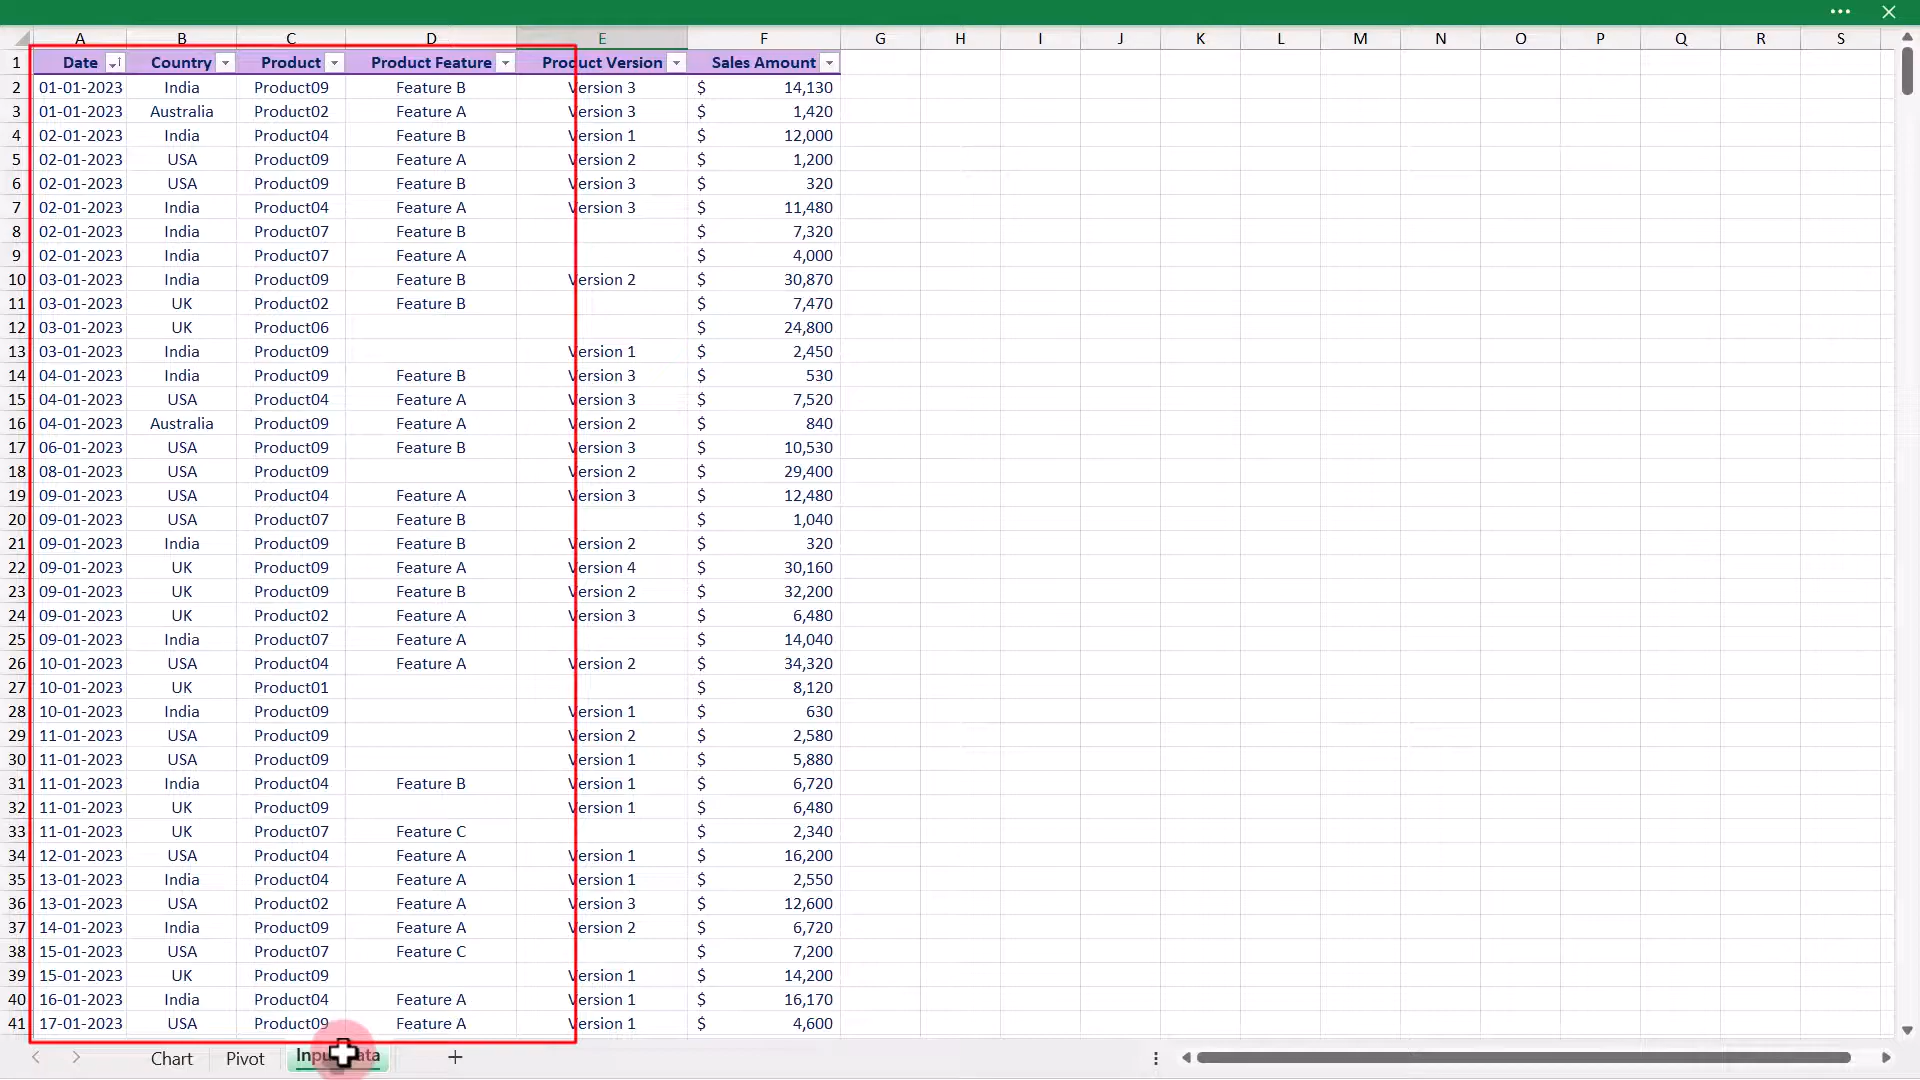 A B C D E F G H I J K L M N O P Q R S
1 Date Country Product Product Feature Product Version Sales Amount
2 01-01-2023 India Product09 Feature B Version 3 $ 14,130
3 01-01-2023 Australia Product02 Feature A Version 3 $ 1,420
4 02-01-2023 India Product04 Feature B Version 1 $ 12,000
5 02-01-2023 USA Product09 Feature A Version 2 $ 1,200
6 02-01-2023 USA Product09 Feature B Version 3 $ 320
7 02-01-2023 India Product04 Feature A Version 3 $ 11,480
8 02-01-2023 India Product07 Feature B $ 7,320
9 02-01-2023 India Product07 Feature A $ 4,000
10 03-01-2023 India Product09 Feature B Version 2 $ 30,870
11 03-01-2023 UK Product02 Feature B $ 7,470
12 03-01-2023 UK Product06 $ 24,800
13 03-01-2023 India Product09 Version 1 $ 2,450
14 04-01-2023 India Product09 Feature B Version 3 $ 530
15 04-01-2023 USA Product04 Feature A Version 3 $ 7,520
16 04-01-2023 Australia Product09 Feature A Version 2 $ 840
17 06-01-2023 USA Product09 Feature B Version 3 $ 10,530
18 08-01-2023 USA Product09 Version 2 $ 29,400
19 09-01-2023 USA Product04 Feature A Version 3 $ 12,480
20 09-01-2023 USA Product07 Feature B $ 1,040
21 09-01-2023 India Product09 Feature B Version 2 $ 320
22 09-01-2023 UK Product09 Feature A Version 4 $ 30,160
23 09-01-2023 UK Product09 Feature B Version 2 $ 32,200
24 09-01-2023 UK Product02 Feature A Version 3 $ 6,480
25 09-01-2023 India Product07 Feature A $ 14,040
26 10-01-2023 USA Product04 Feature A Version 2 $ 34,320
27 10-01-2023 UK Product01 $ 8,120
28 10-01-2023 India Product09 Version 1 $ 630
29 11-01-2023 USA Product09 Version 2 $ 2,580
30 11-01-2023 USA Product09 Version 1 $ 5,880
31 11-01-2023 India Product04 Feature B Version 1 $ 6,720
32 11-01-2023 UK Product09 Version 1 $ 6,480
33 11-01-2023 UK Product07 Feature C $ 2,340
34 12-01-2023 USA Product04 Feature A Version 1 $ 16,200
35 13-01-2023 India Product04 Feature A Version 1 $ 2,550
36 13-01-2023 USA Product02 Feature A Version 3 $ 12,600
37 14-01-2023 India Product09 Feature A Version 2 $ 6,720
38 15-01-2023 USA Product07 Feature C $ 7,200
39 15-01-2023 UK Product09 Version 1 $ 14,200
40 16-01-2023 India Product04 Feature A Version 1 $ 16,170
41 17-01-2023 USA Product09 Feature A Version 1 $ 4,600
Chart Pivot